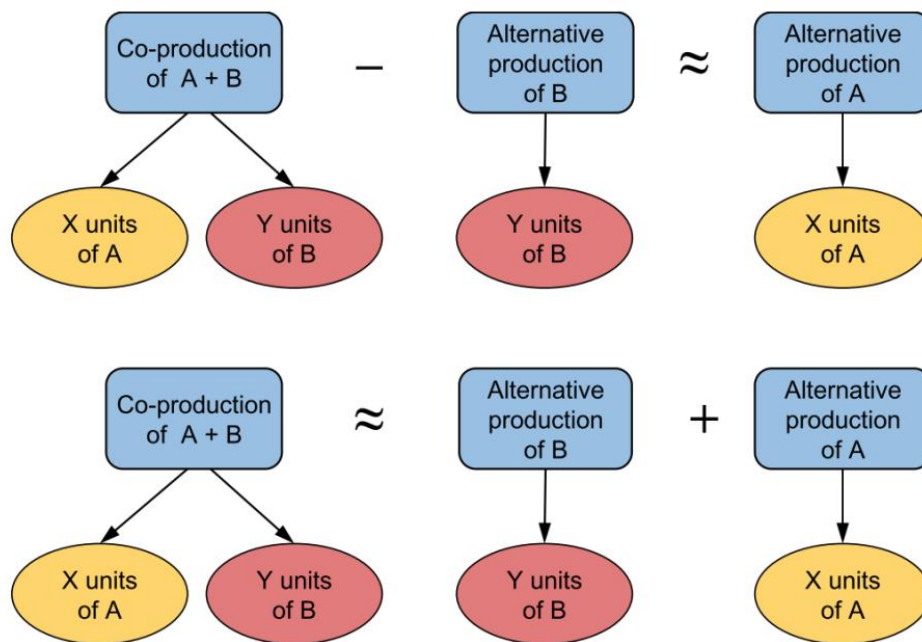 Co-production
of A + B
−
Alternative
production
of B
≈
Alternative
production
of A
X units
of A
Y units
of B
Y units
of B
X units
of A
Co-production
of A + B
≈
Alternative
production
of B
+
Alternative
production
of A
X units
of A
Y units
of B
Y units
of B
X units
of A